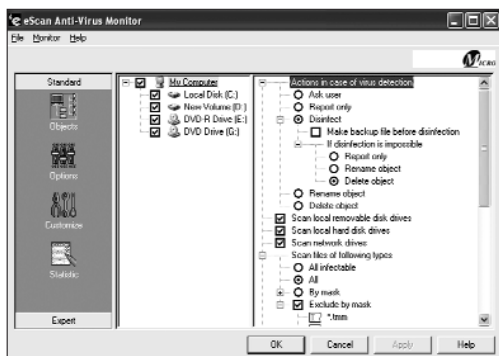 eScan Anti-Virus Monitor
File Monitor Help
MICRO
Standard
Objects
Options
Customize
Statistic
Expert
My Computer
Local Disk (C:)
New Volume (D:)
DVD-R Drive (E:)
DVD Drive (G:)
Actions in case of virus detection
Ask user
Report only
Disinfect
Make backup file before disinfection
If disinfection is impossible
Report only
Rename object
Delete object
Rename object
Delete object
Scan local removable disk drives
Scan local hard disk drives
Scan network drives
Scan files of following types
All infectable
All
By mask
Exclude by mask
*.tmm
OK Cancel Apply Help